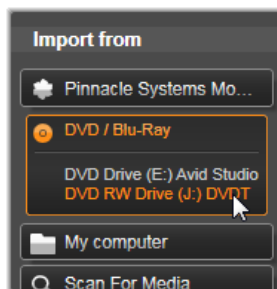 Import from
Pinnacle Systems Mo...
DVD / Blu-Ray
DVD Drive (E:) Avid Studio
DVD RW Drive (J:) DVDT
My computer
Scan For Media